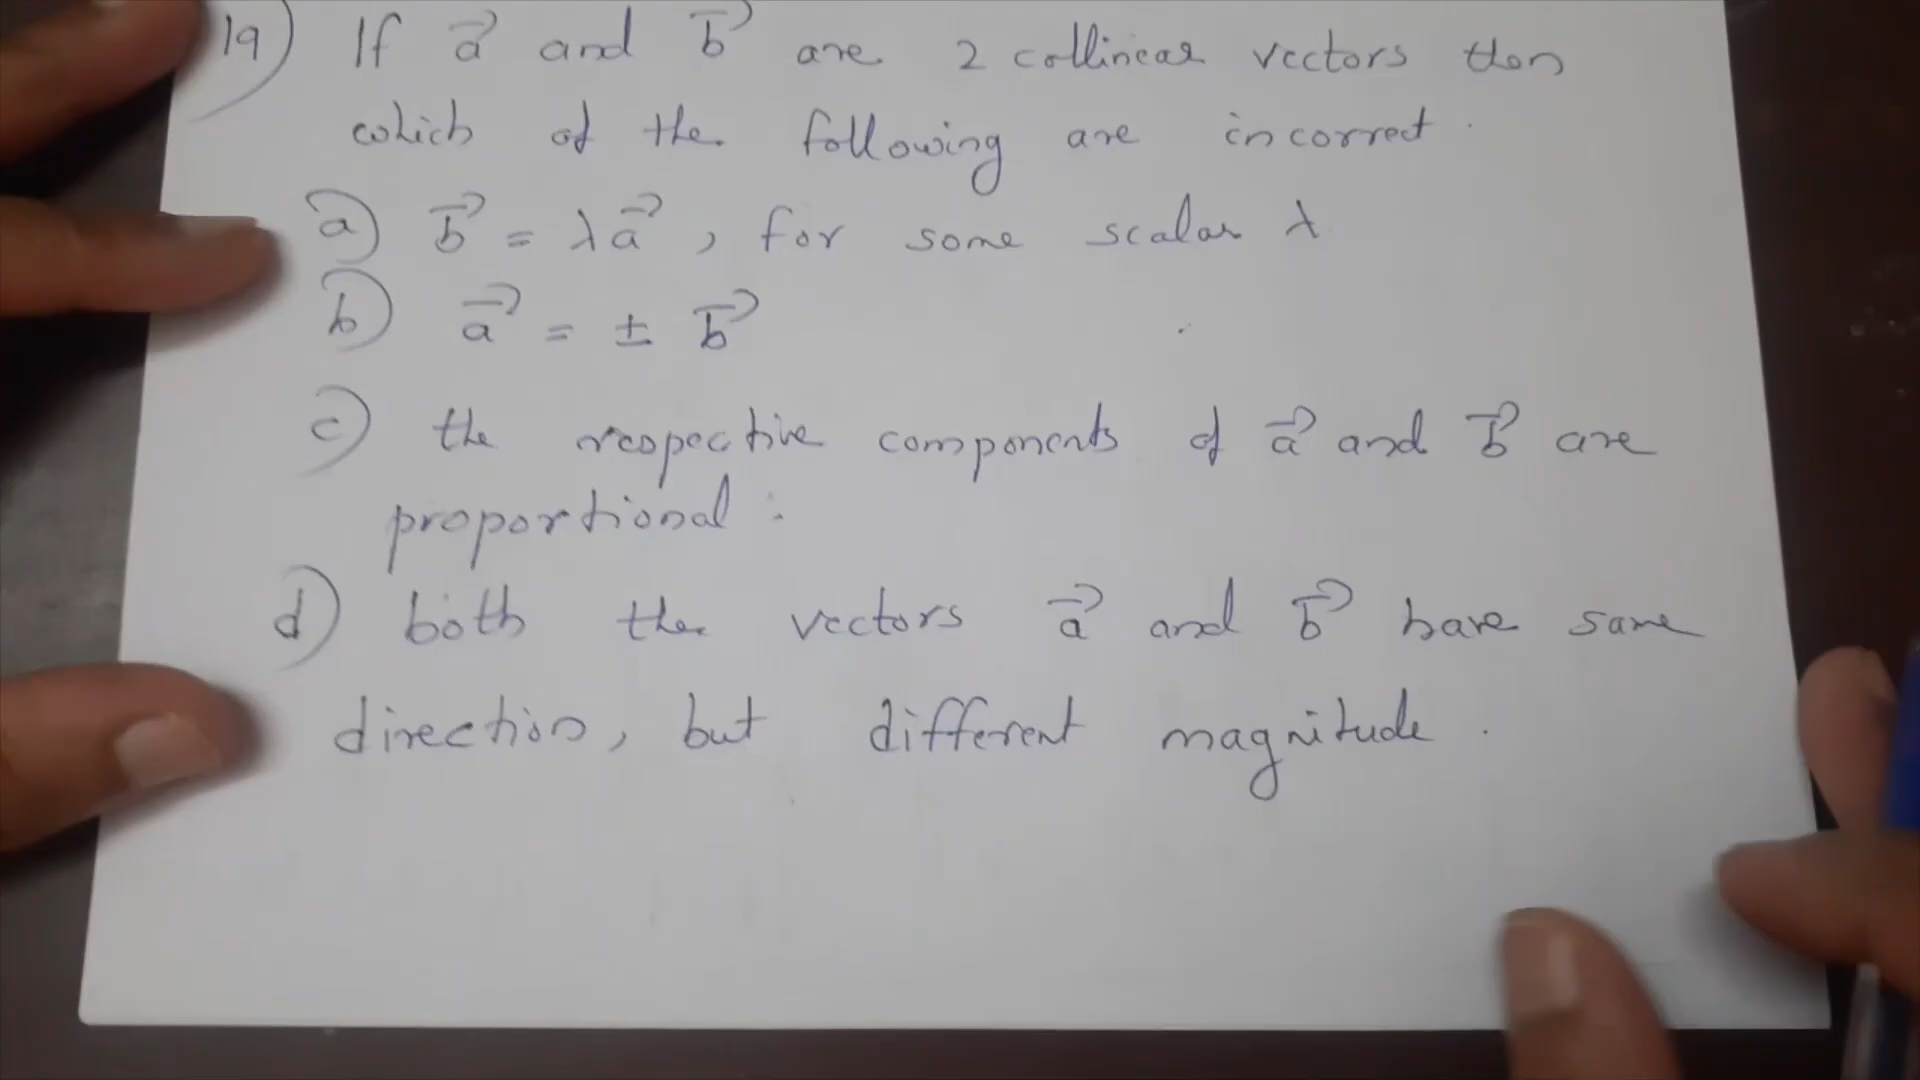 19) If a⃗ and b⃗ are 2 collinear vectors then
which of the following are incorrect.
a) b⃗ = λa⃗, for some scalar λ
b) a⃗ = ± b⃗
c) the respective components of a⃗ and b⃗ are
proportional.
d) both the vectors a⃗ and b⃗ have same
direction, but different magnitude.